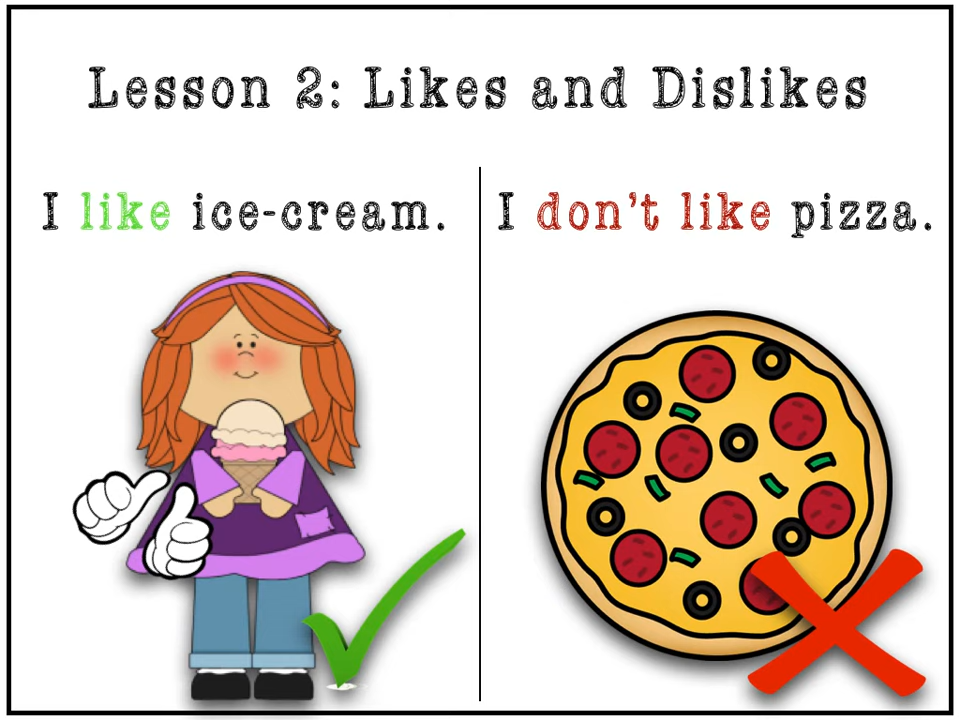 Lesson 2: Likes and Dislikes
I like ice-cream.
I don't like pizza.